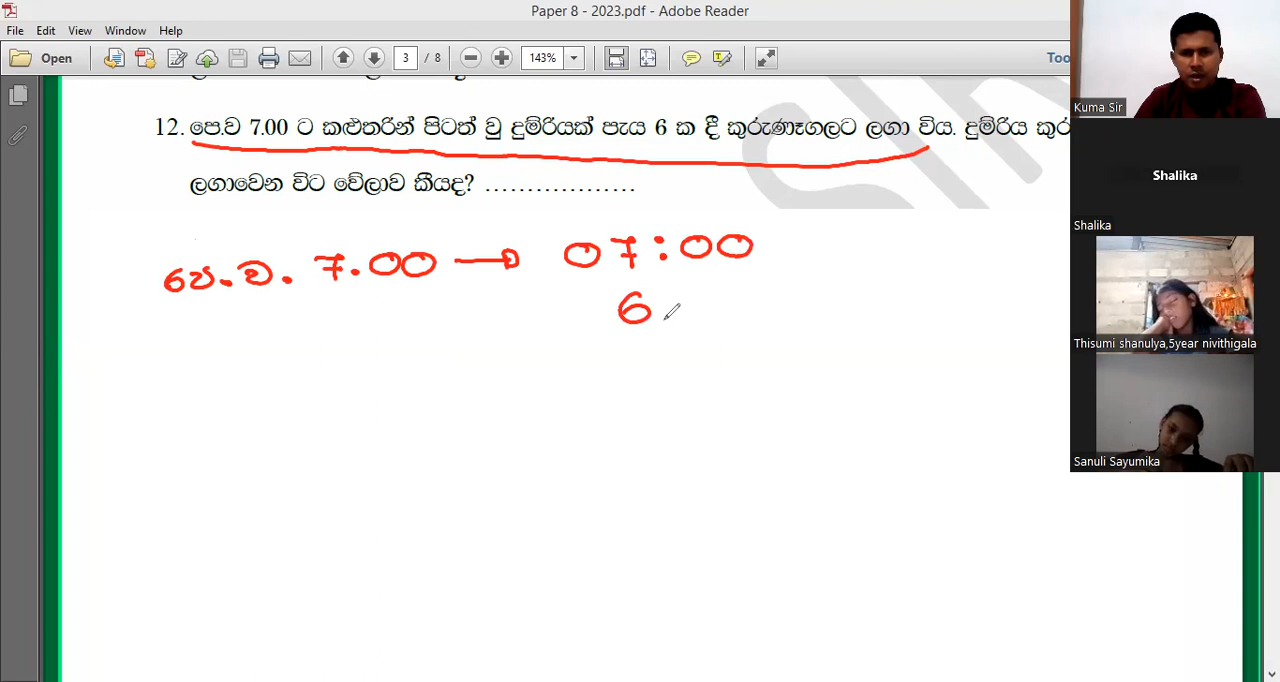 Paper 8 - 2023.pdf - Adobe Reader
File Edit View Window Help
Open 3 / 8 143% Too
12. පෙ.ව 7.00 ට කළුතරින් පිටත් වු දුම්රියක් පැය 6 ක දී කුරුණෑගලට ලගා විය. දුම්රිය කුරු
ලගාවෙන විට වේලාව කීයද? ..................
පෙ.ව. 7.00 → 07:00
6
Kuma Sir
Shalika
Shalika
Thisumi shanulya,5year nivithigala
Sanuli Sayumika